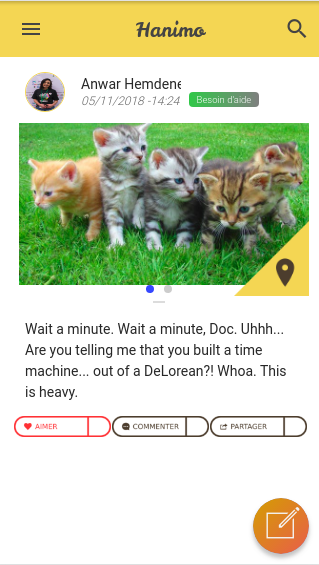 Hanimo
Anwar Hemdene
05/11/2018 -14:24
Besoin d'aide
Wait a minute. Wait a minute, Doc. Uhhh...
Are you telling me that you built a time
machine... out of a DeLorean?! Whoa. This
is heavy.
AIMER
COMMENTER
PARTAGER